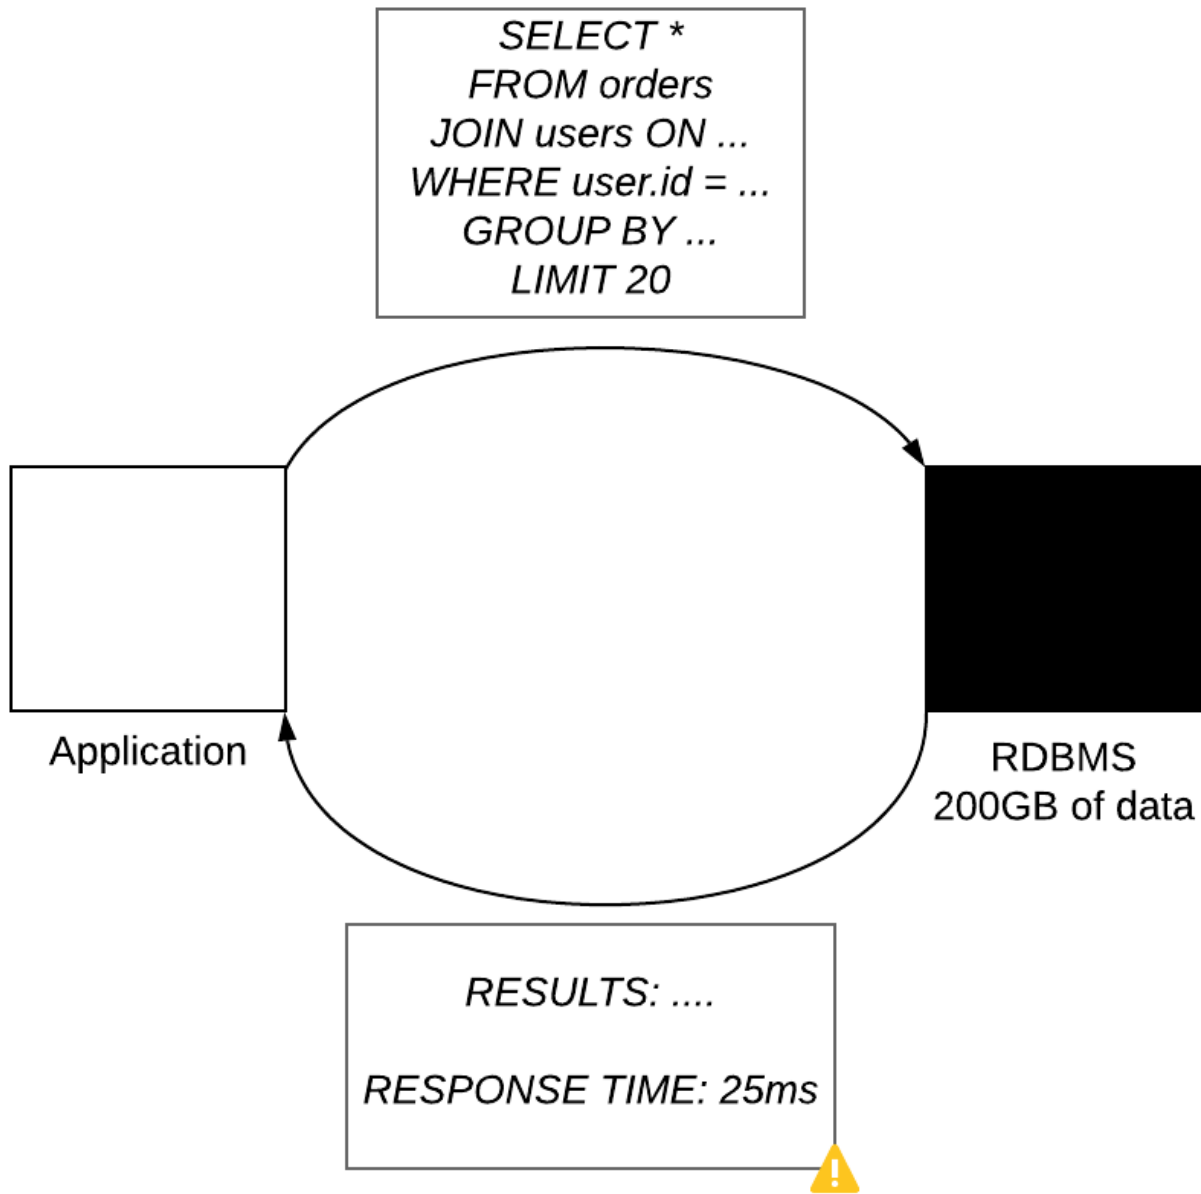 SELECT *
FROM orders
JOIN users ON ...
WHERE user.id = ...
GROUP BY ...
LIMIT 20
Application
RDBMS
200GB of data
RESULTS: ....
RESPONSE TIME: 25ms